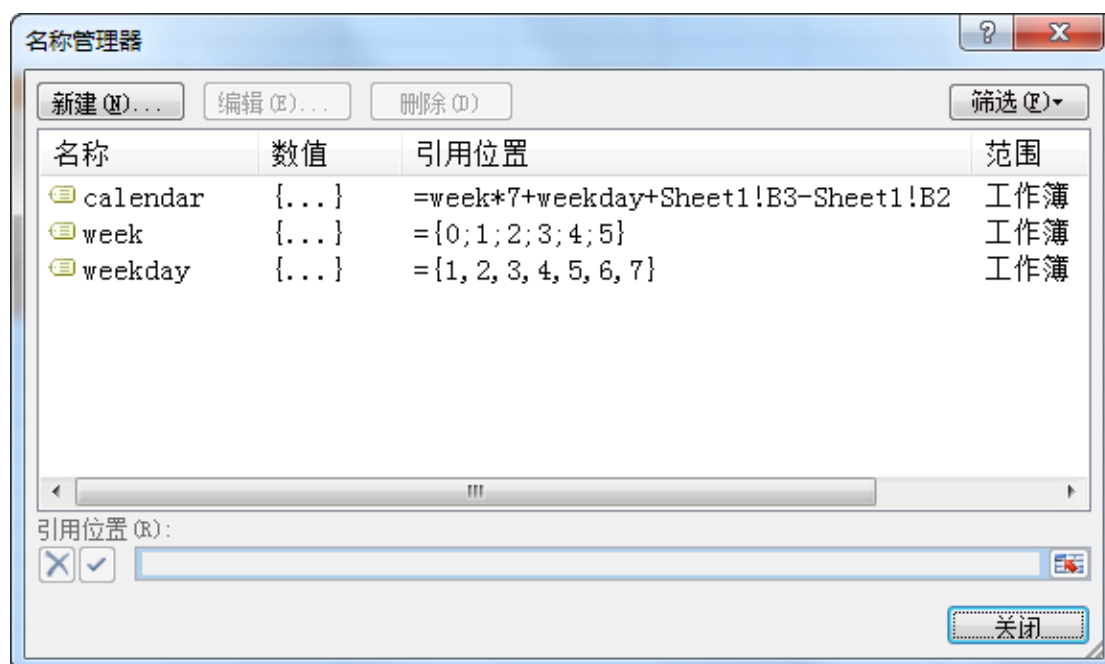 名称管理器
新建(N)... 编辑(E)... 删除(D) 筛选(F)
名称 数值 引用位置 范围
calendar {...} =week*7+weekday+Sheet1!B3-Sheet1!B2 工作簿
week {...} ={0;1;2;3;4;5} 工作簿
weekday {...} ={1,2,3,4,5,6,7} 工作簿
引用位置(R):
关闭